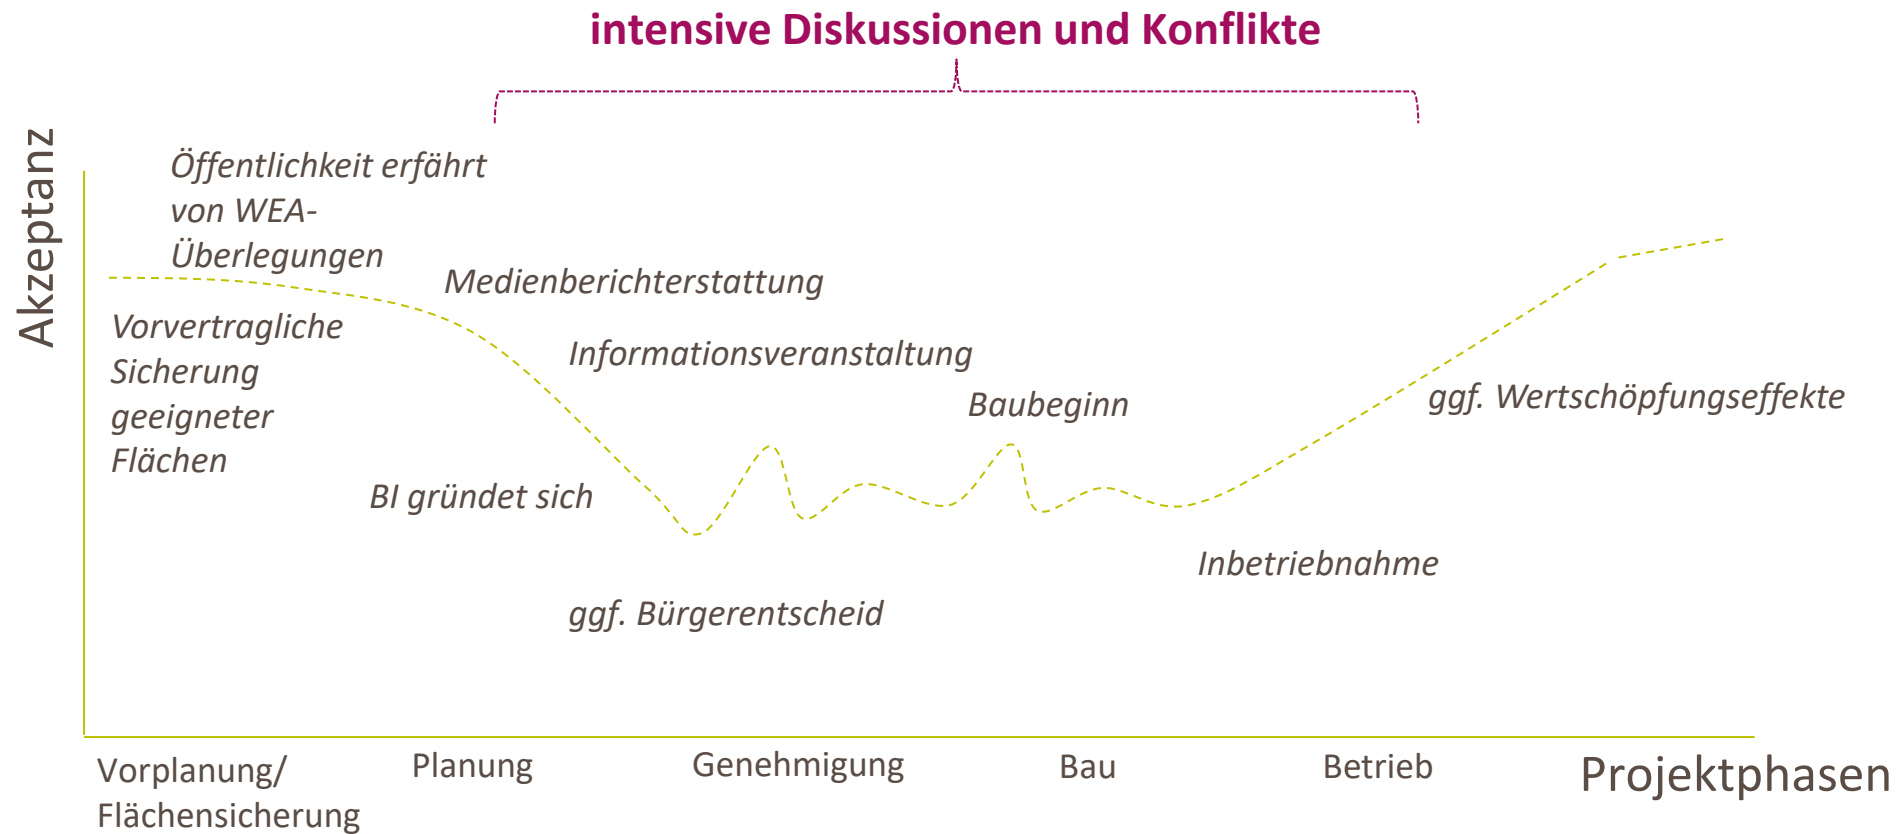 intensive Diskussionen und Konflikte
Akzeptanz
Öffentlichkeit erfährt
von WEA-
Überlegungen
Medienberichterstattung
Vorvertragliche
Sicherung
geeigneter
Flächen
Informationsveranstaltung
Baubeginn
ggf. Wertschöpfungseffekte
BI gründet sich
Inbetriebnahme
ggf. Bürgerentscheid
Vorplanung/
Flächensicherung
Planung
Genehmigung
Bau
Betrieb
Projektphasen